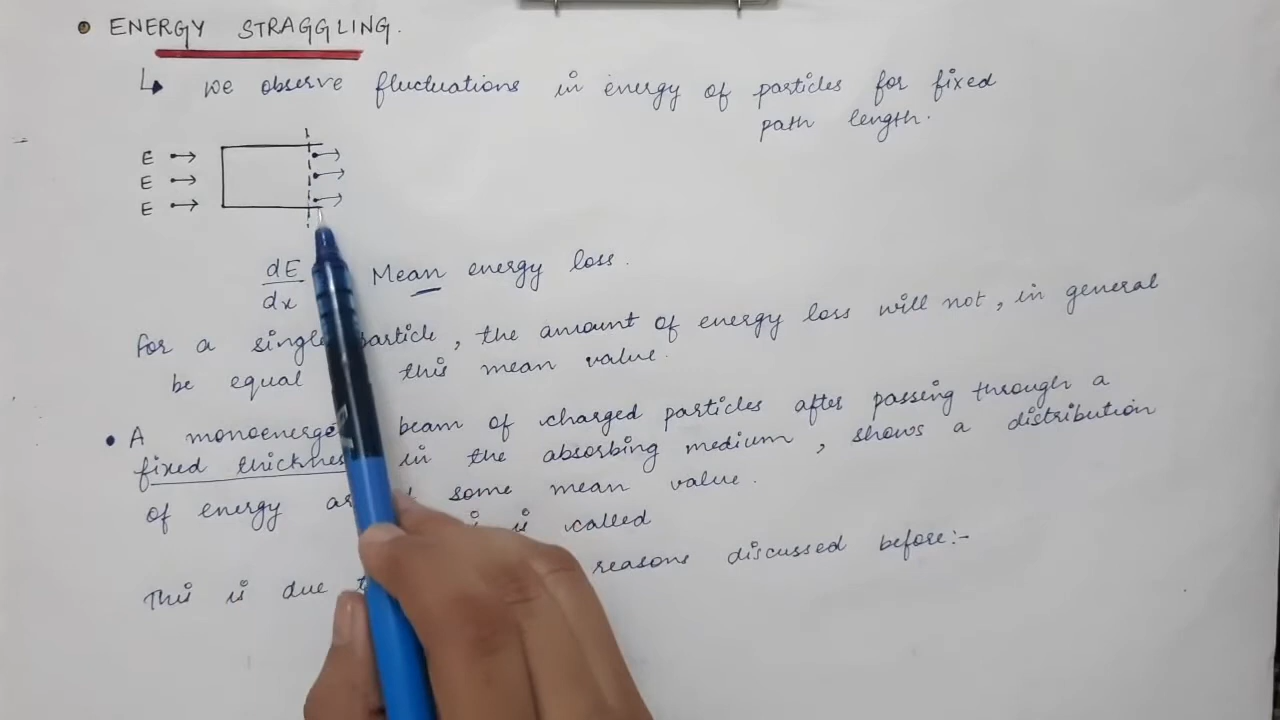 ENERGY STRAGGLING.
↳ we observe fluctuations in energy of particles for fixed
path length.
E
E
E
dE
dx
Mean energy loss.
For a single particle, the amount of energy loss will not, in general
be equal this mean value.
• A monoenerge beam of charged particles after passing through a
fixed thickness in the absorbing medium, shows a distribution
of energy some mean value.
is called
This is due reasons discussed before:-